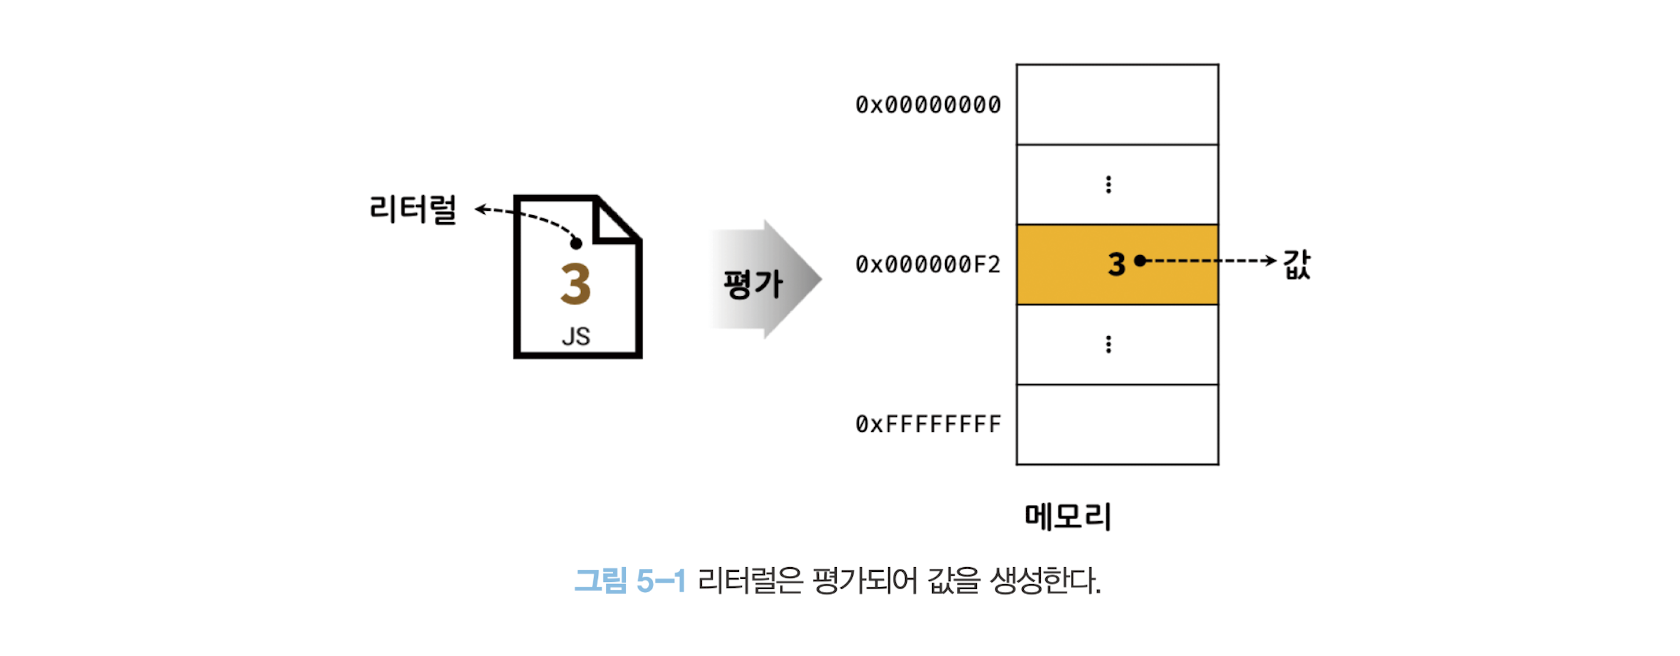 리터럴
3
JS
평가
0x00000000
⋮
0x000000F2
3
값
⋮
0xFFFFFFFF
메모리
그림 5-1 리터럴은 평가되어 값을 생성한다.